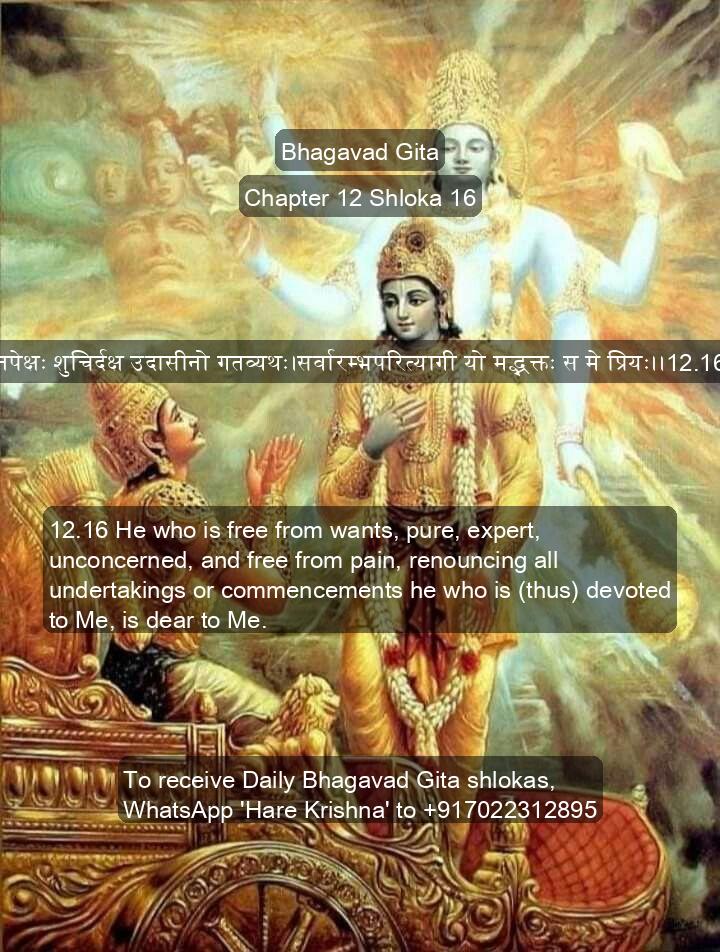 Bhagavad Gita
Chapter 12 Shloka 16
शुचिर्दक्ष उदासीनो गतव्यथः।सर्वारम्भपरित्यागी यो मद्भक्तः स मे प्रियः।।12.16
12.16 He who is free from wants, pure, expert,
unconcerned, and free from pain, renouncing all
undertakings or commencements he who is (thus) devoted
to Me, is dear to Me.
To receive Daily Bhagavad Gita shlokas,
WhatsApp 'Hare Krishna' to +917022312895